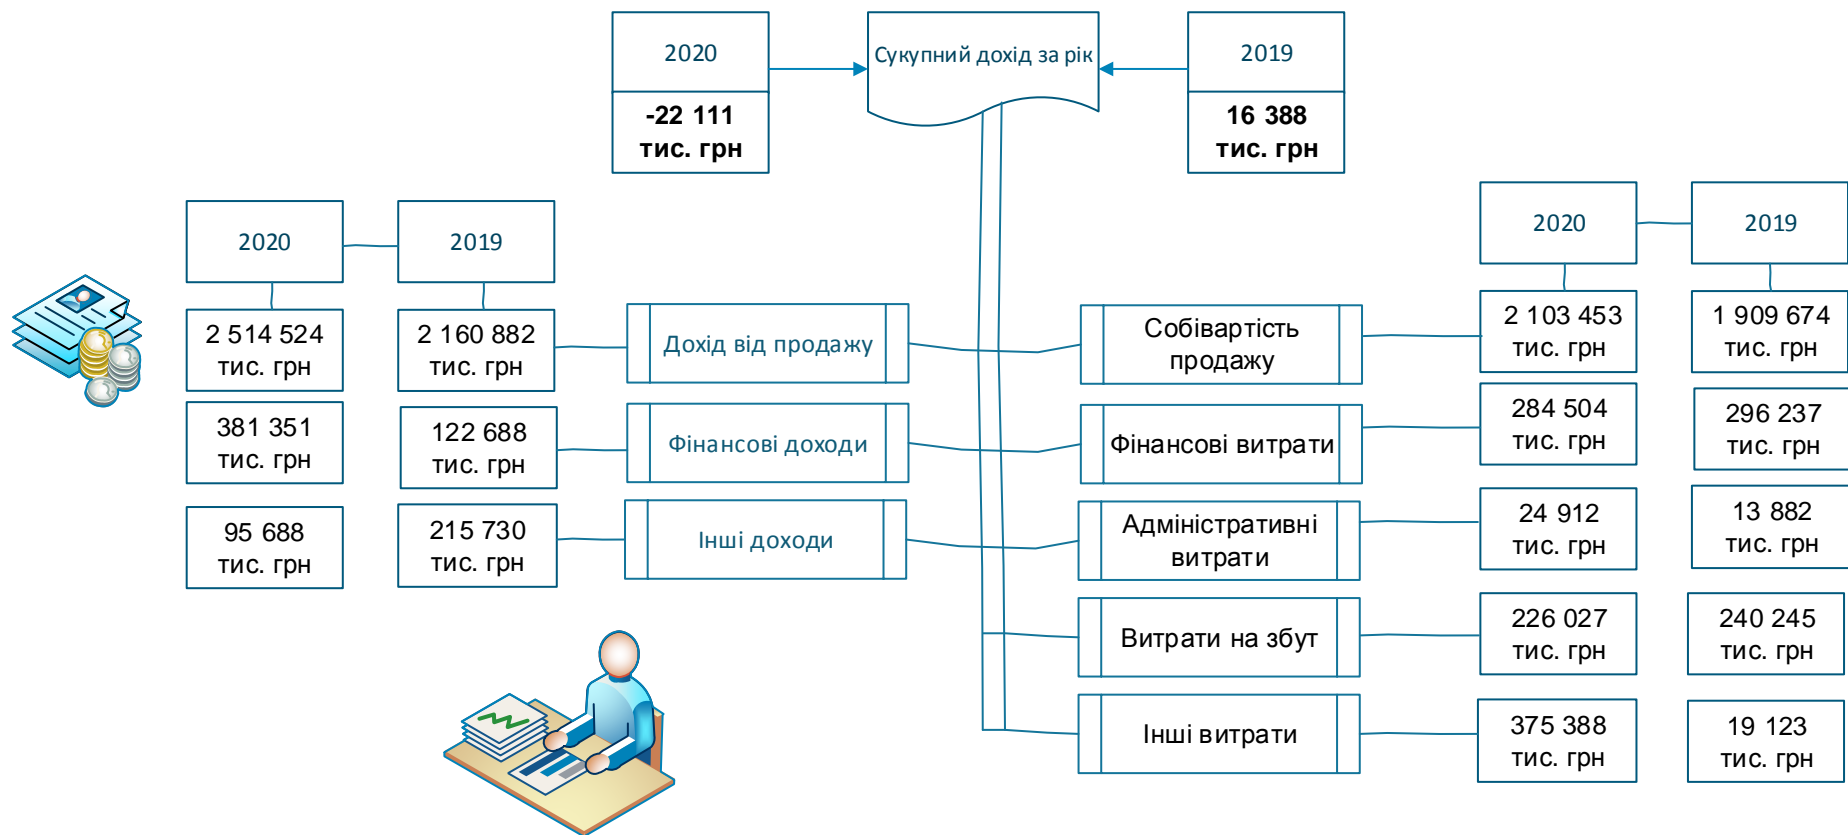 2020
Сукупний дохід за рік
2019
-22 111
тис. грн
16 388
тис. грн
2020
2019
2020
2019
2 514 524
тис. грн
2 160 882
тис. грн
Дохід від продажу
Собівартість
продажу
2 103 453
тис. грн
1 909 674
тис. грн
381 351
тис. грн
122 688
тис. грн
Фінансові доходи
Фінансові витрати
284 504
тис. грн
296 237
тис. грн
95 688
тис. грн
215 730
тис. грн
Інші доходи
Адміністративні
витрати
24 912
тис. грн
13 882
тис. грн
Витрати на збут
226 027
тис. грн
240 245
тис. грн
Інші витрати
375 388
тис. грн
19 123
тис. грн